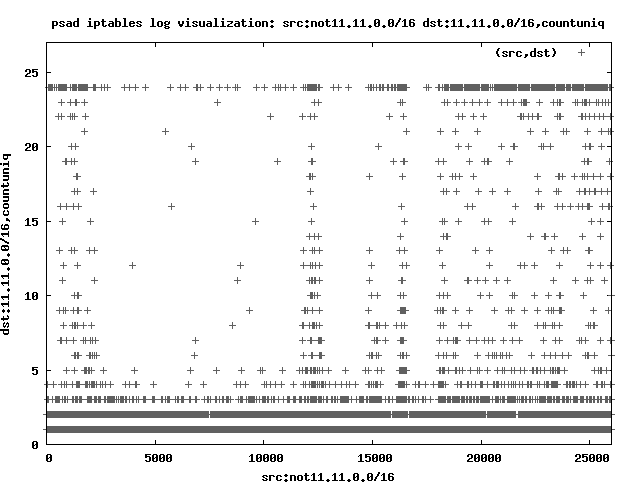 psad iptables log visualization: src:not11.11.0.0/16 dst:11.11.0.0/16,countuniq
(src,dst)
25
20
15
10
5
0
dst:11.11.0.0/16,countuniq
0 5000 10000 15000 20000 25000
src:not11.11.0.0/16